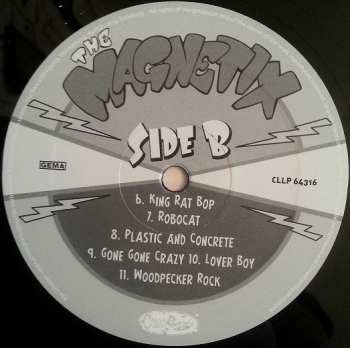 THE
MAGNETIX
SIDE B
GEMA
CLLP 64316
6. KING RAT BOP
7. ROBOCAT
8. PLASTIC AND CONCRETE
9. GONE GONE CRAZY 10. LOVER BOY
11. WOODPECKER ROCK